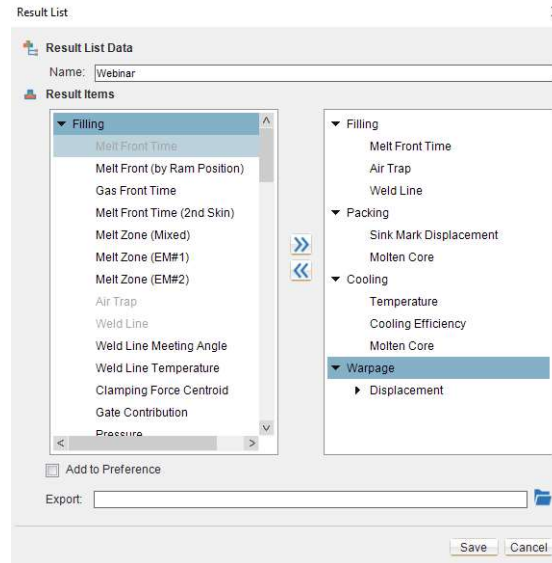 Result List
Result List Data
Name: Webinar
Result Items
Filling
Melt Front Time
Melt Front (by Ram Position)
Gas Front Time
Melt Front Time (2nd Skin)
Melt Zone (Mixed)
Melt Zone (EM#1)
Melt Zone (EM#2)
Air Trap
Weld Line
Weld Line Meeting Angle
Weld Line Temperature
Clamping Force Centroid
Gate Contribution
Pressure
Filling
Melt Front Time
Air Trap
Weld Line
Packing
Sink Mark Displacement
Molten Core
Cooling
Temperature
Cooling Efficiency
Molten Core
Warpage
Displacement
Add to Preference
Export:
Save Cancel